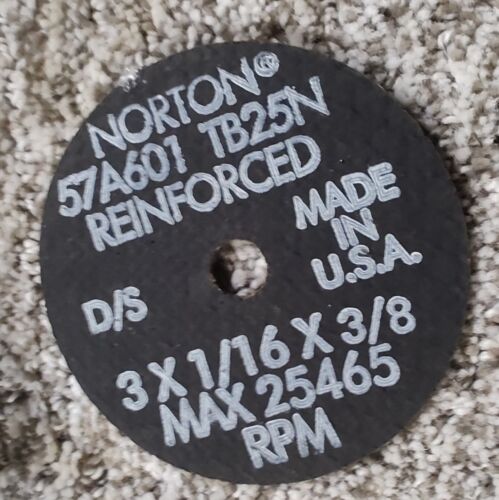 NORTON®
57A601 TB25N
REINFORCED
MADE
IN
U.S.A.
D/S
3 X 1/16 X 3/8
MAX 25465
RPM